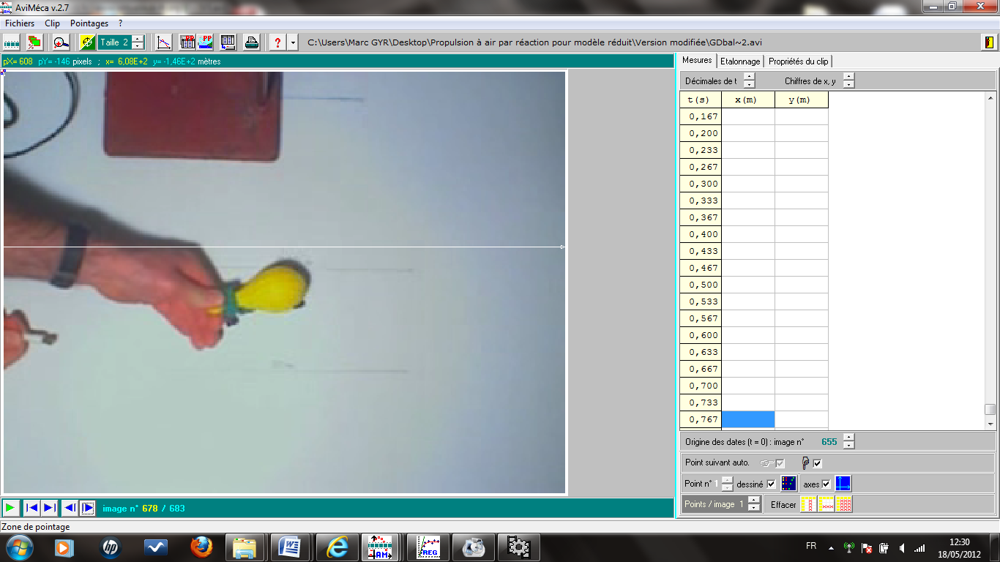 AviMéca v.2.7
Fichiers Clip Pointages ?
Taille 2
C:\Users\Marc GYR\Desktop\Propulsion à air par réaction pour modèle réduit\Version modifiée\GDbal~2.avi
pX= 608 pY= -146 pixels ; x= 6,08E+2 y= -1,46E+2 mètres
Mesures Etalonnage Propriétés du clip
Décimales de t Chiffres de x, y
t(s) x(m) y(m)
0,167
0,200
0,233
0,267
0,300
0,333
0,367
0,400
0,433
0,467
0,500
0,533
0,567
0,600
0,633
0,667
0,700
0,733
0,767
Origine des dates (t = 0) : image n° 655
Point suivant auto.
Point n° 1 dessiné axes
Points / image 1 Effacer
image n° 678 / 683
Zone de pointage
FR
12:30
18/05/2012